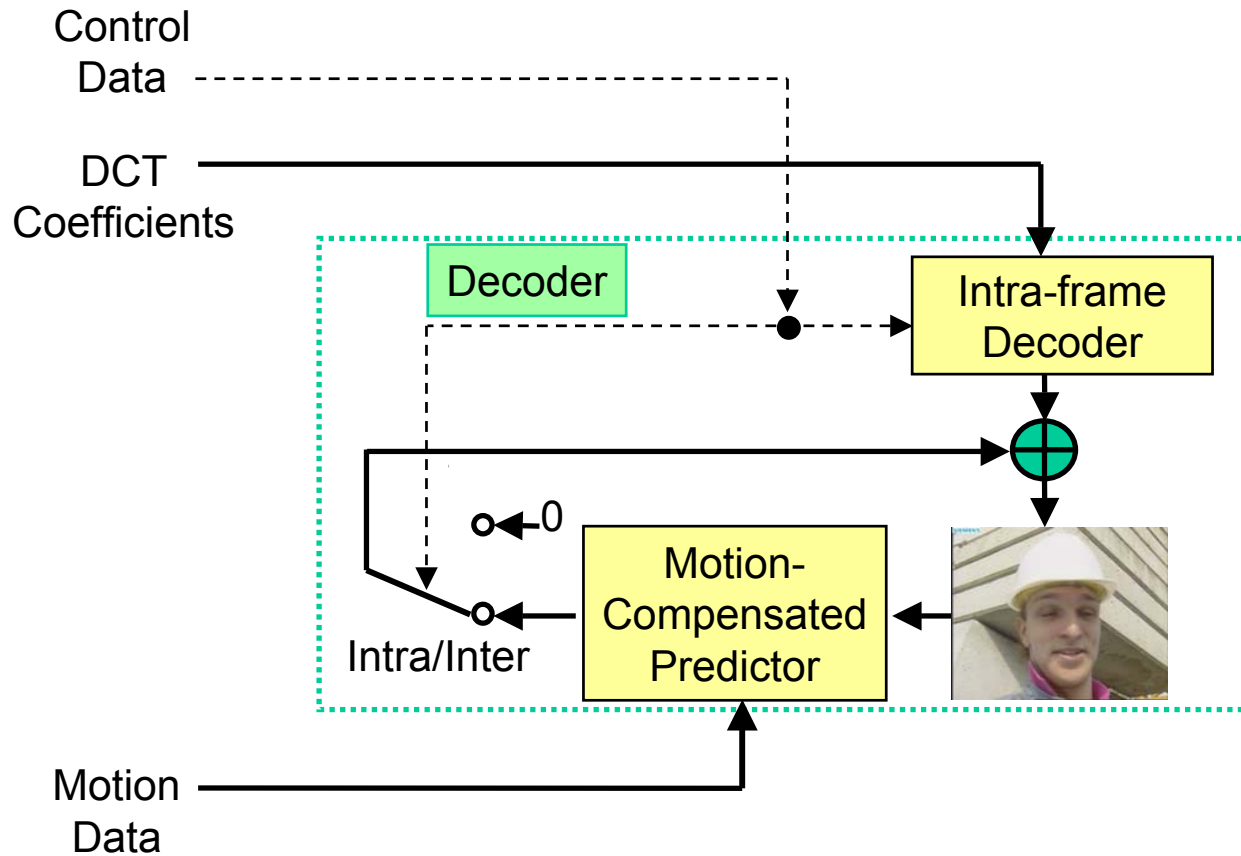 Control
Data
DCT
Coefficients
Decoder
Intra-frame
Decoder
0
Motion-
Compensated
Predictor
Intra/Inter
Motion
Data